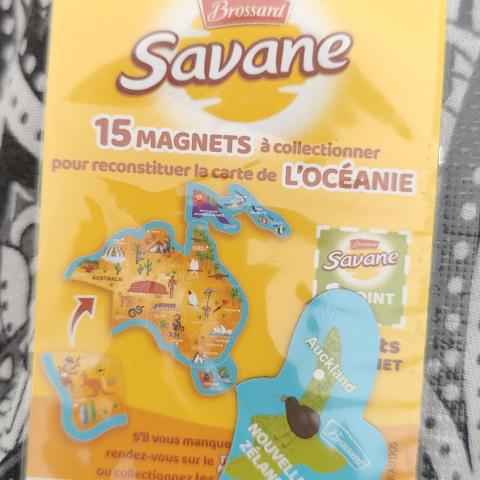 Brossard
Savane
15 MAGNETS à collectionner
pour reconstituer la carte de L'OCÉANIE
AUSTRALIE
Brossard
Savane
Auckland
NOUVELLE
ZÉLAN
Brossard
S'il vous manque
rendez-vous sur le
ou collectionnez les